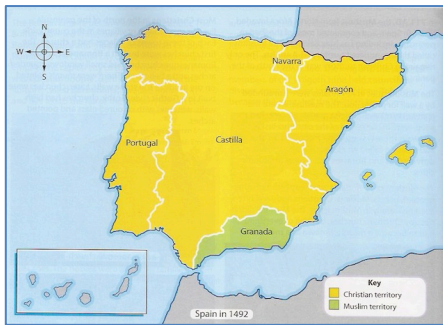 N
W E
S
Navarra
Aragón
Portugal
Castilla
Granada
Key
Christian territory
Muslim territory
Spain in 1492